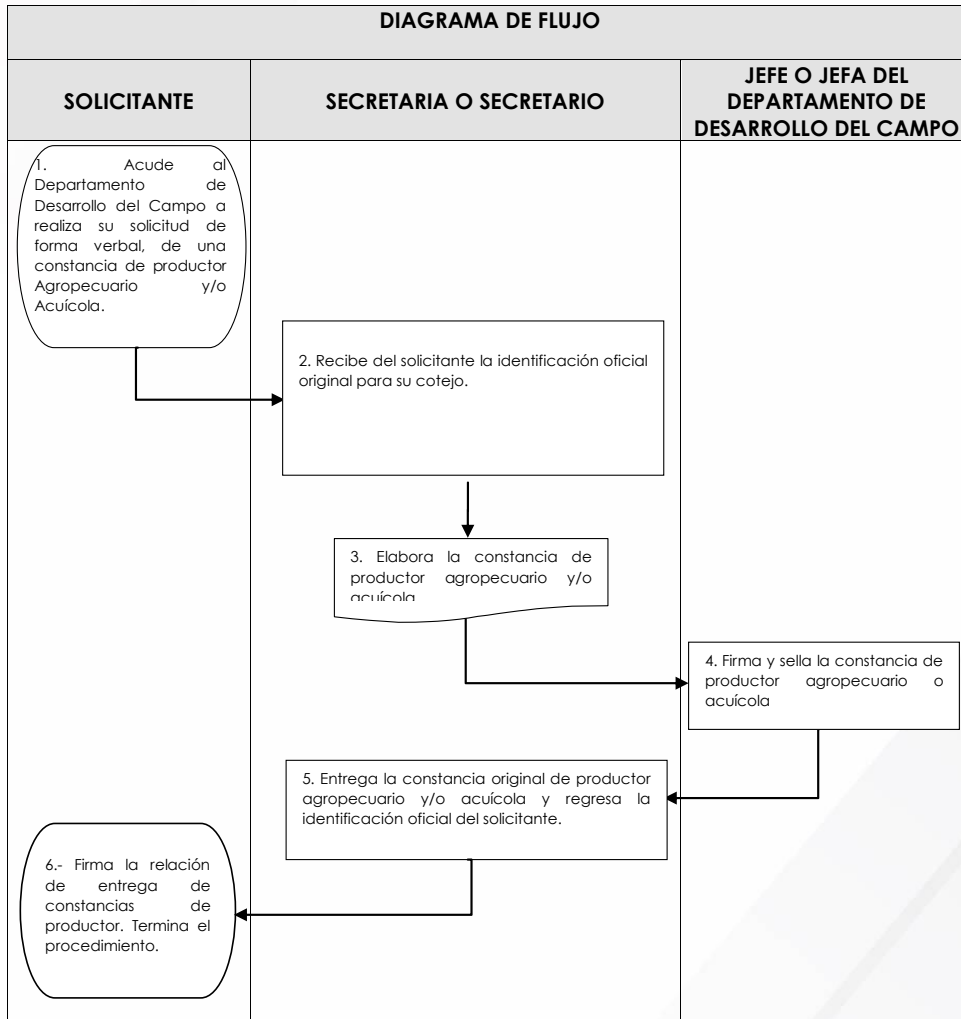 DIAGRAMA DE FLUJO
SOLICITANTE
SECRETARIA O SECRETARIO
JEFE O JEFA DEL
DEPARTAMENTO DE
DESARROLLO DEL CAMPO
1. Acude al
Departamento de
Desarrollo del Campo a
realiza su solicitud de
forma verbal, de una
constancia de productor
Agropecuario y/o
Acuícola.
2. Recibe del solicitante la identificación oficial
original para su cotejo.
3. Elabora la constancia de
productor agropecuario y/o
acuícola
4. Firma y sella la constancia de
productor agropecuario o
acuícola
5. Entrega la constancia original de productor
agropecuario y/o acuícola y regresa la
identificación oficial del solicitante.
6.- Firma la relación
de entrega de
constancias de
productor. Termina el
procedimiento.